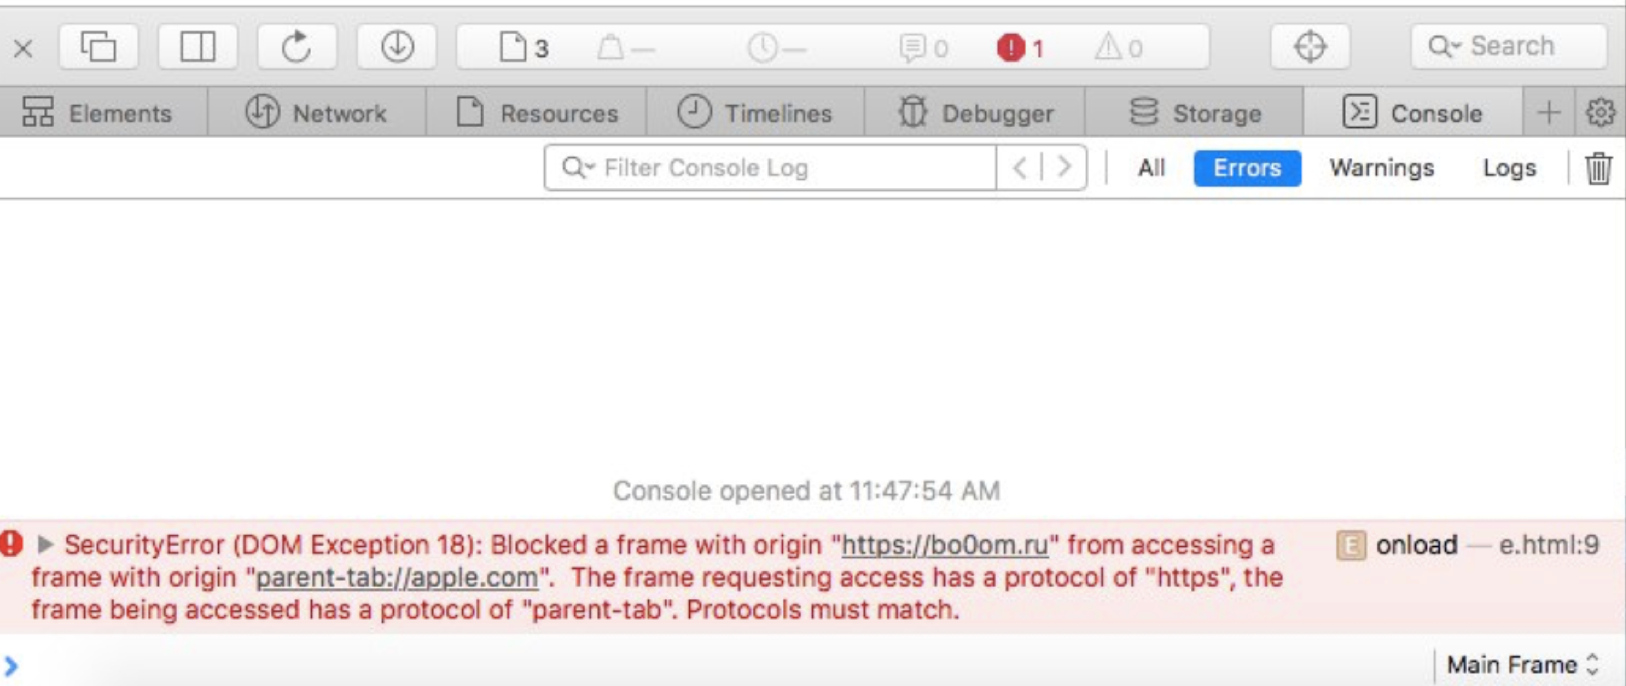 3 — — 0 1 0 Search
Elements Network Resources Timelines Debugger Storage Console
Filter Console Log All Errors Warnings Logs
Console opened at 11:47:54 AM
SecurityError (DOM Exception 18): Blocked a frame with origin "https://bo0om.ru" from accessing a E onload — e.html:9
frame with origin "parent-tab://apple.com". The frame requesting access has a protocol of "https", the
frame being accessed has a protocol of "parent-tab". Protocols must match.
Main Frame